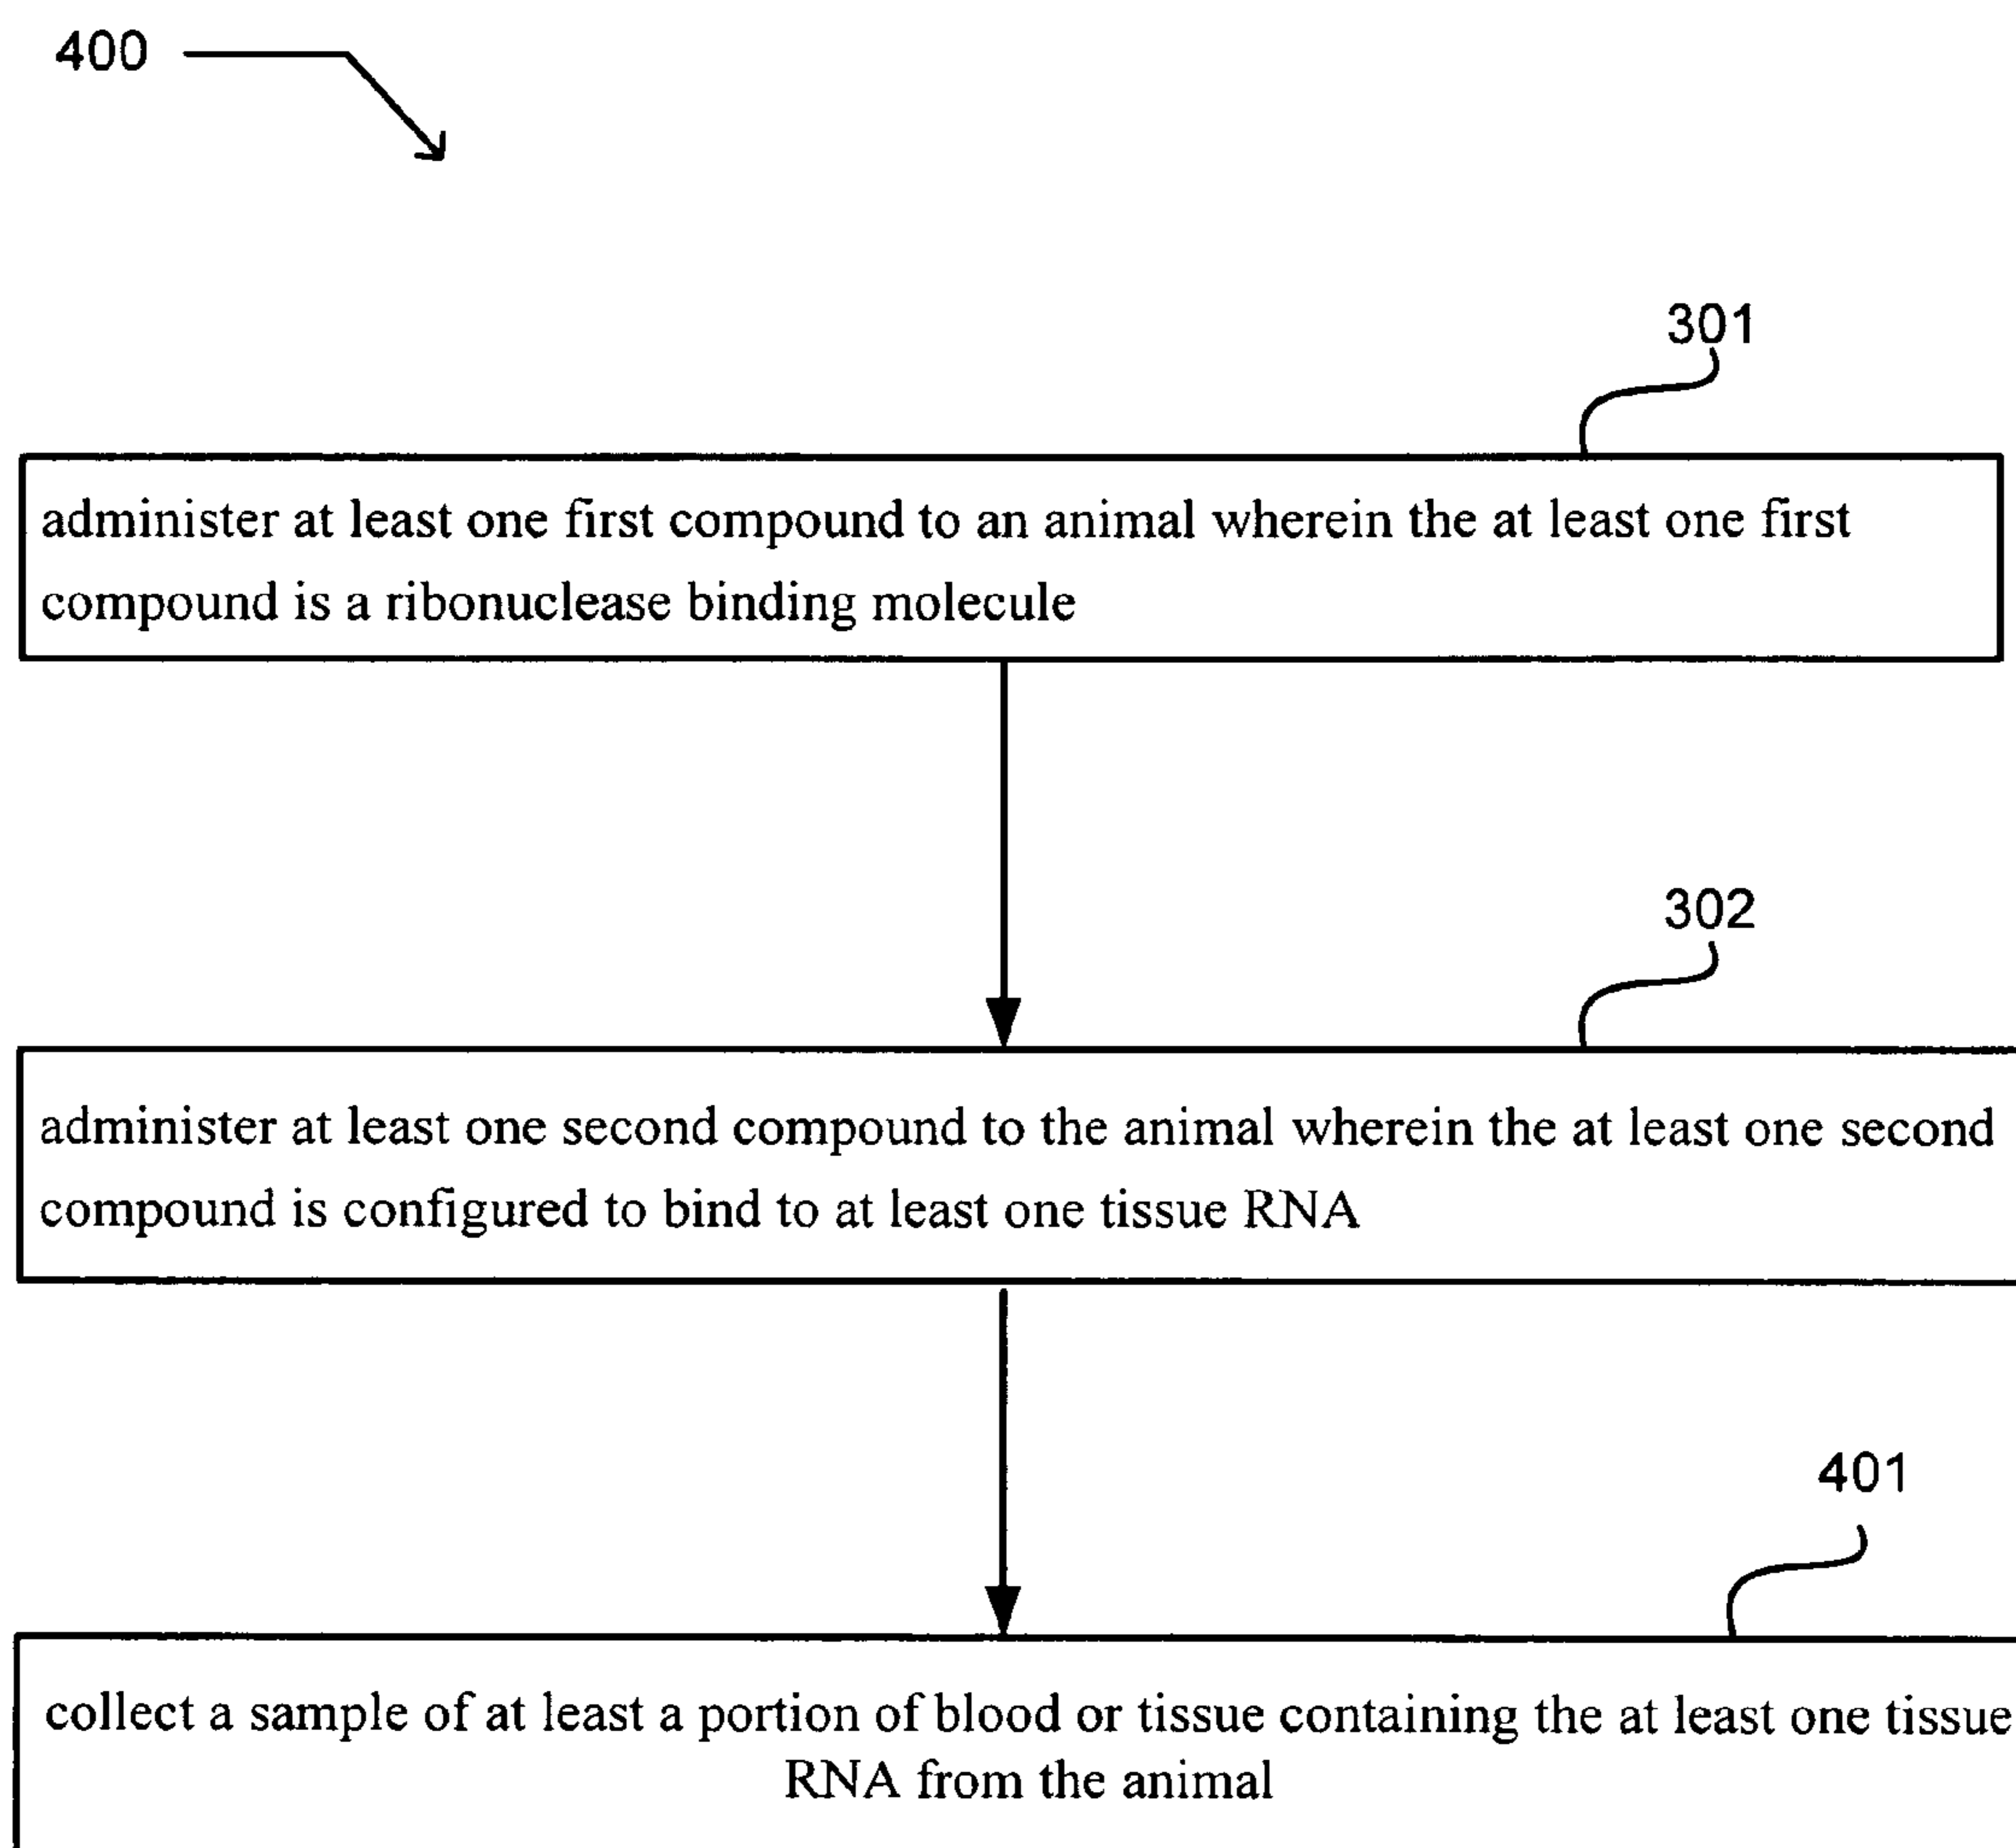 400
301
administer at least one first compound to an animal wherein the at least one first
compound is a ribonuclease binding molecule
302
administer at least one second compound to the animal wherein the at least one second
compound is configured to bind to at least one tissue RNA
401
collect a sample of at least a portion of blood or tissue containing the at least one tissue
RNA from the animal